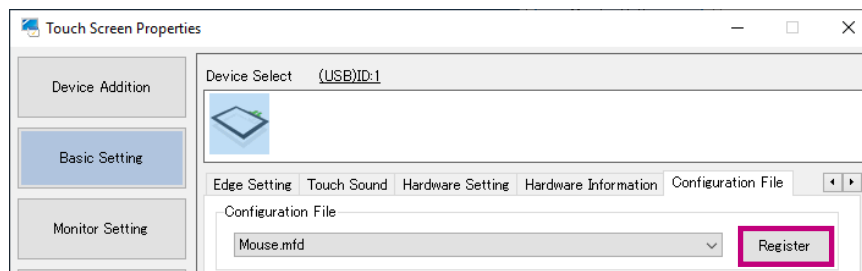 Touch Screen Properties
Device Addition
Basic Setting
Monitor Setting
Device Select (USB)ID:1
Edge Setting Touch Sound Hardware Setting Hardware Information Configuration File
Configuration File
Mouse.mfd
Register